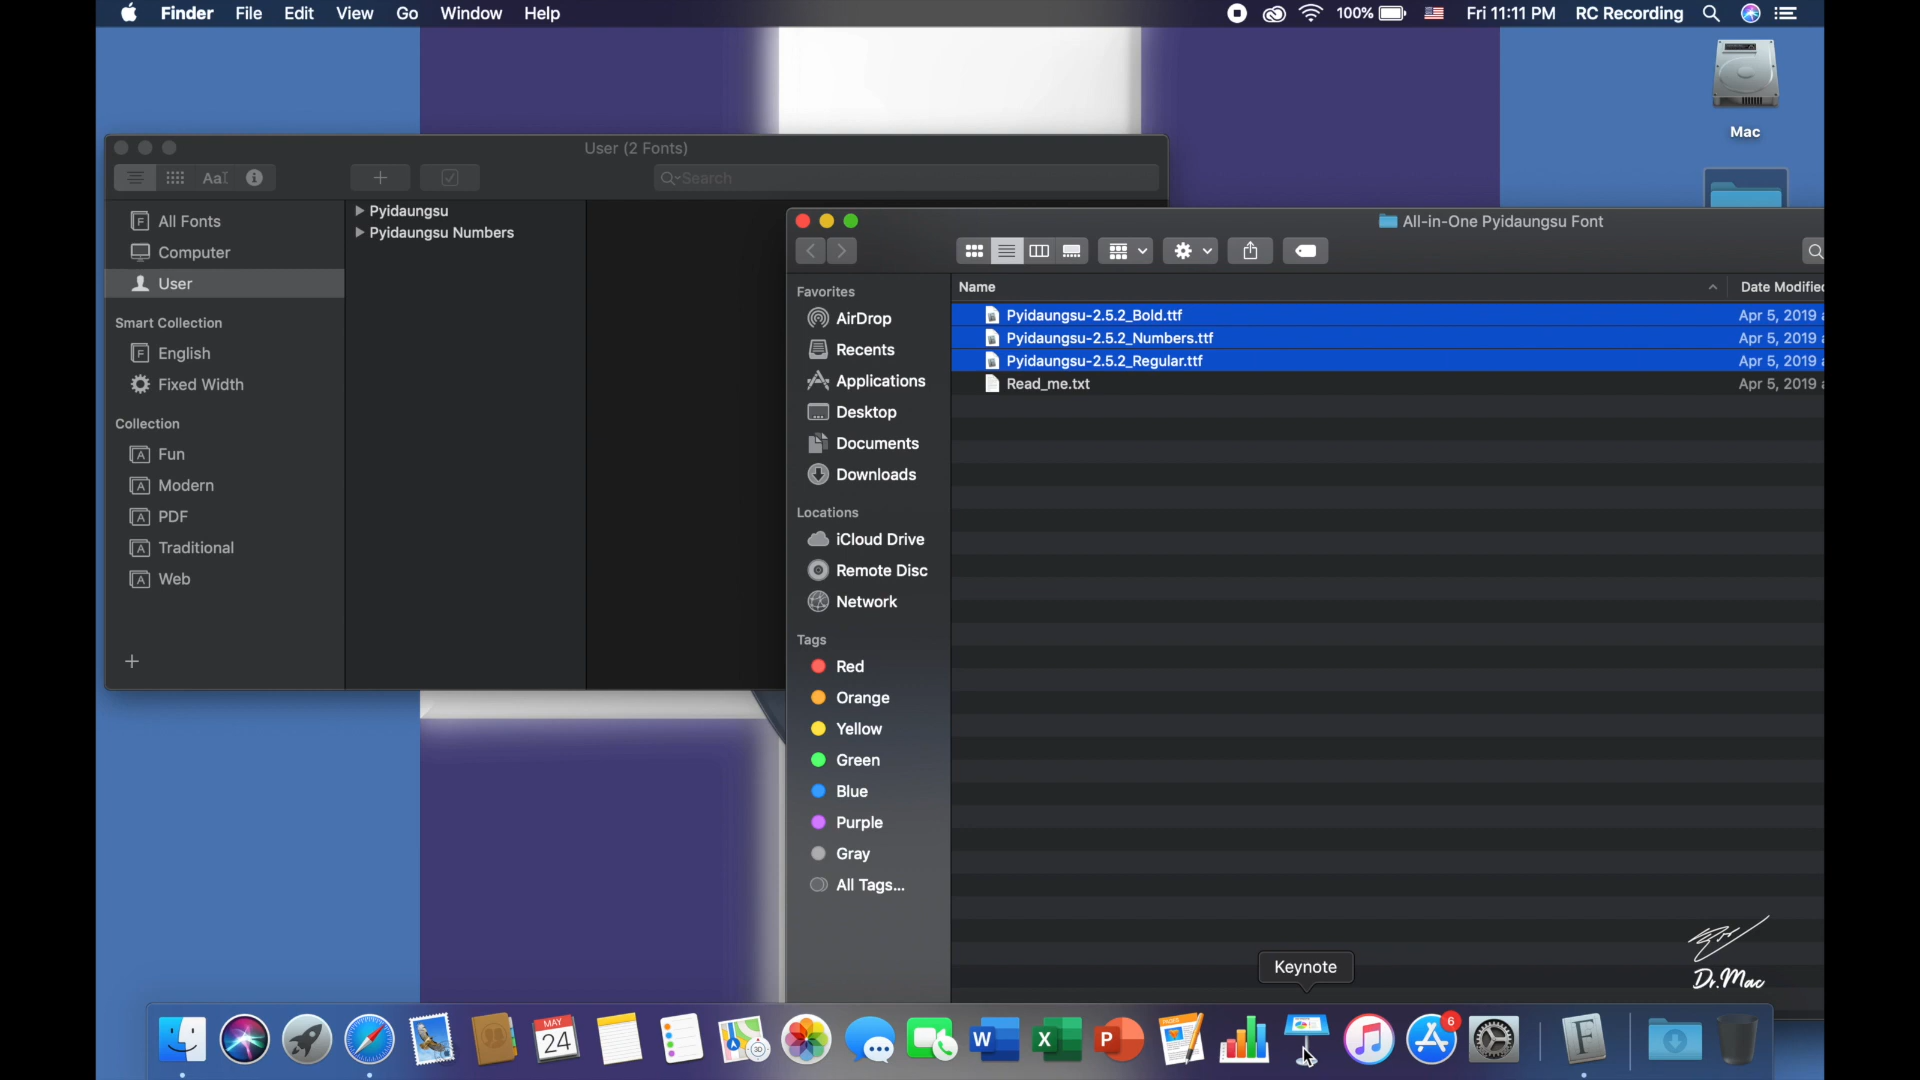 Finder File Edit View Go Window Help
100% Fri 11:11 PM RC Recording
Mac
User (2 Fonts)
Search
All Fonts
Computer
User
Smart Collection
English
Fixed Width
Collection
Fun
Modern
PDF
Traditional
Web
Pyidaungsu
Pyidaungsu Numbers
All-in-One Pyidaungsu Font
Favorites
AirDrop
Recents
Applications
Desktop
Documents
Downloads
Locations
iCloud Drive
Remote Disc
Network
Tags
Red
Orange
Yellow
Green
Blue
Purple
Gray
All Tags...
Name Date Modified
Pyidaungsu-2.5.2_Bold.ttf Apr 5, 2019
Pyidaungsu-2.5.2_Numbers.ttf Apr 5, 2019
Pyidaungsu-2.5.2_Regular.ttf Apr 5, 2019
Read_me.txt Apr 5, 2019
Dr.Mac
Keynote
MAY
24
3D
W
X
P
PAGES
6
F